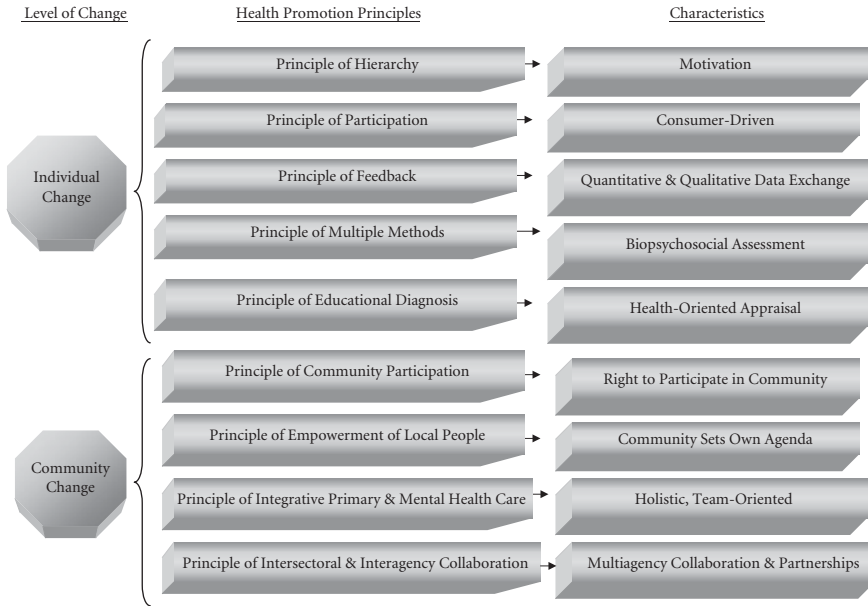 Level of Change Health Promotion Principles Characteristics
Individual
Change
Principle of Hierarchy Motivation
Principle of Participation Consumer-Driven
Principle of Feedback Quantitative & Qualitative Data Exchange
Principle of Multiple Methods Biopsychosocial Assessment
Principle of Educational Diagnosis Health-Oriented Appraisal
Community
Change
Principle of Community Participation Right to Participate in Community
Principle of Empowerment of Local People Community Sets Own Agenda
Principle of Integrative Primary & Mental Health Care Holistic, Team-Oriented
Principle of Intersectoral & Interagency Collaboration Multiagency Collaboration & Partnerships